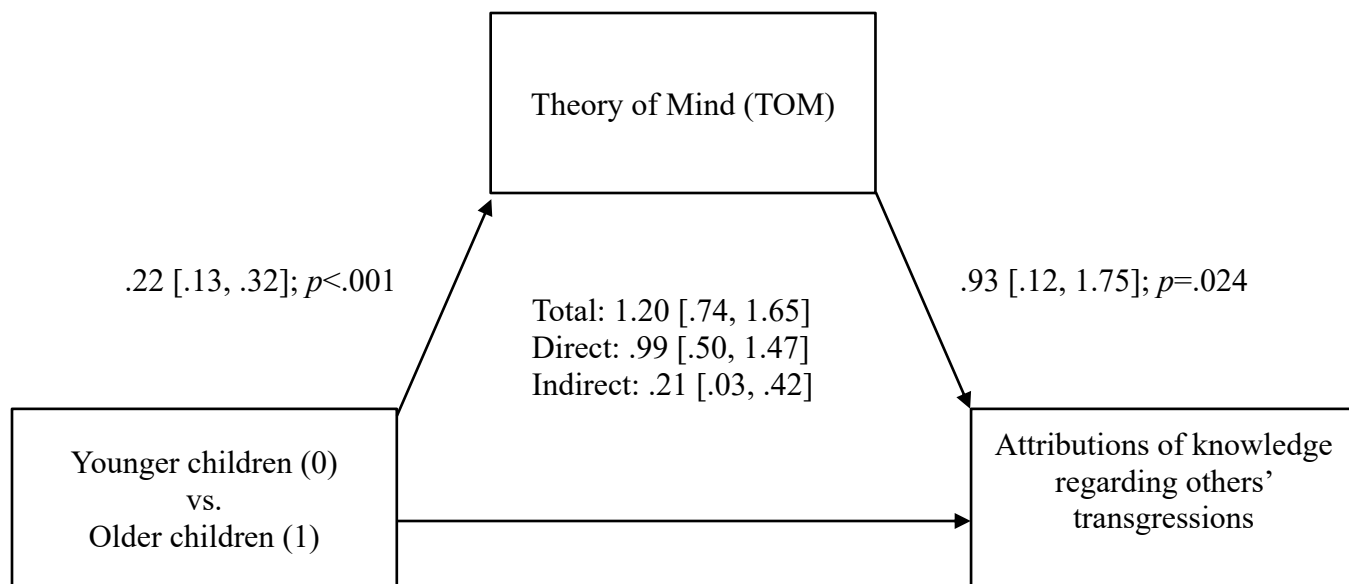 Theory of Mind (TOM)
.22 [.13, .32]; p<.001
.93 [.12, 1.75]; p=.024
Total: 1.20 [.74, 1.65]
Direct: .99 [.50, 1.47]
Indirect: .21 [.03, .42]
Younger children (0)
vs.
Older children (1)
Attributions of knowledge
regarding others’
transgressions